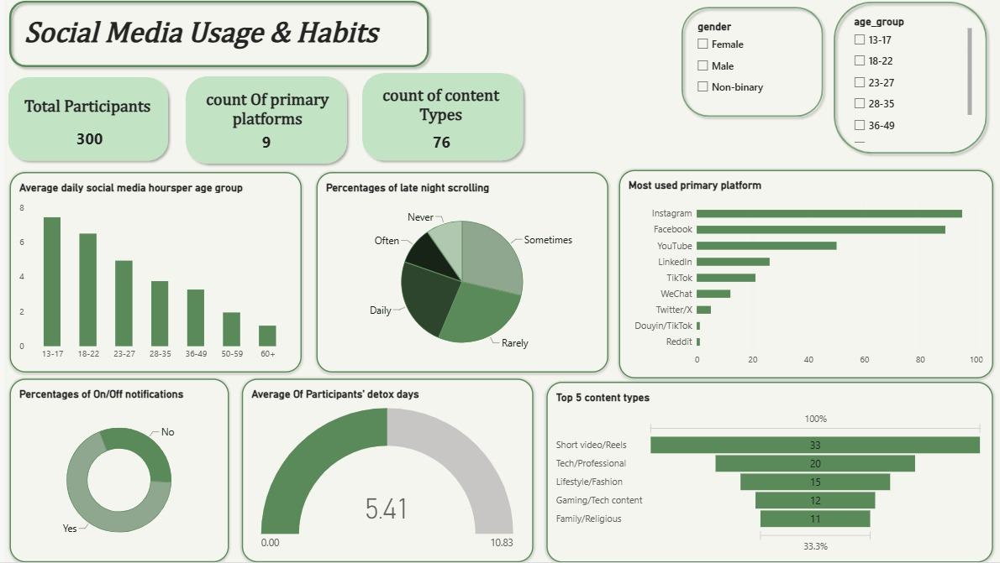 Social Media Usage & Habits
gender
Female
Male
Non-binary
age_group
13-17
18-22
23-27
28-35
36-49
Total Participants
300
count Of primary
platforms
9
count of content
Types
76
Average daily social media hoursper age group
8
6
4
2
0
13-17 18-22 23-27 28-35 36-49 50-59 60+
Percentages of late night scrolling
Never
Often
Sometimes
Daily
Rarely
Most used primary platform
Instagram
Facebook
YouTube
LinkedIn
TikTok
WeChat
Twitter/X
Douyin/TikTok
Reddit
0 20 40 60 80 100
Percentages of On/Off notifications
No
Yes
Average Of Participants' detox days
5.41
0.00 10.83
Top 5 content types
100%
Short video/Reels 33
Tech/Professional 20
Lifestyle/Fashion 15
Gaming/Tech content 12
Family/Religious 11
33.3%